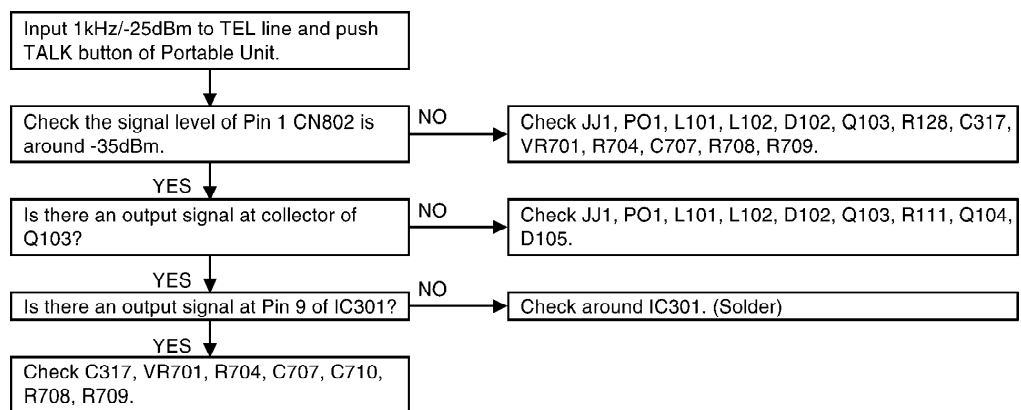 Input 1kHz/-25dBm to TEL line and push
TALK button of Portable Unit.
Check the signal level of Pin 1 CN802 is
around -35dBm.
NO
Check JJ1, PO1, L101, L102, D102, Q103, R128, C317,
VR701, R704, C707, R708, R709.
YES
Is there an output signal at collector of
Q103?
NO
Check JJ1, PO1, L101, L102, D102, Q103, R111, Q104,
D105.
YES
Is there an output signal at Pin 9 of IC301?
NO
Check around IC301. (Solder)
YES
Check C317, VR701, R704, C707, C710,
R708, R709.